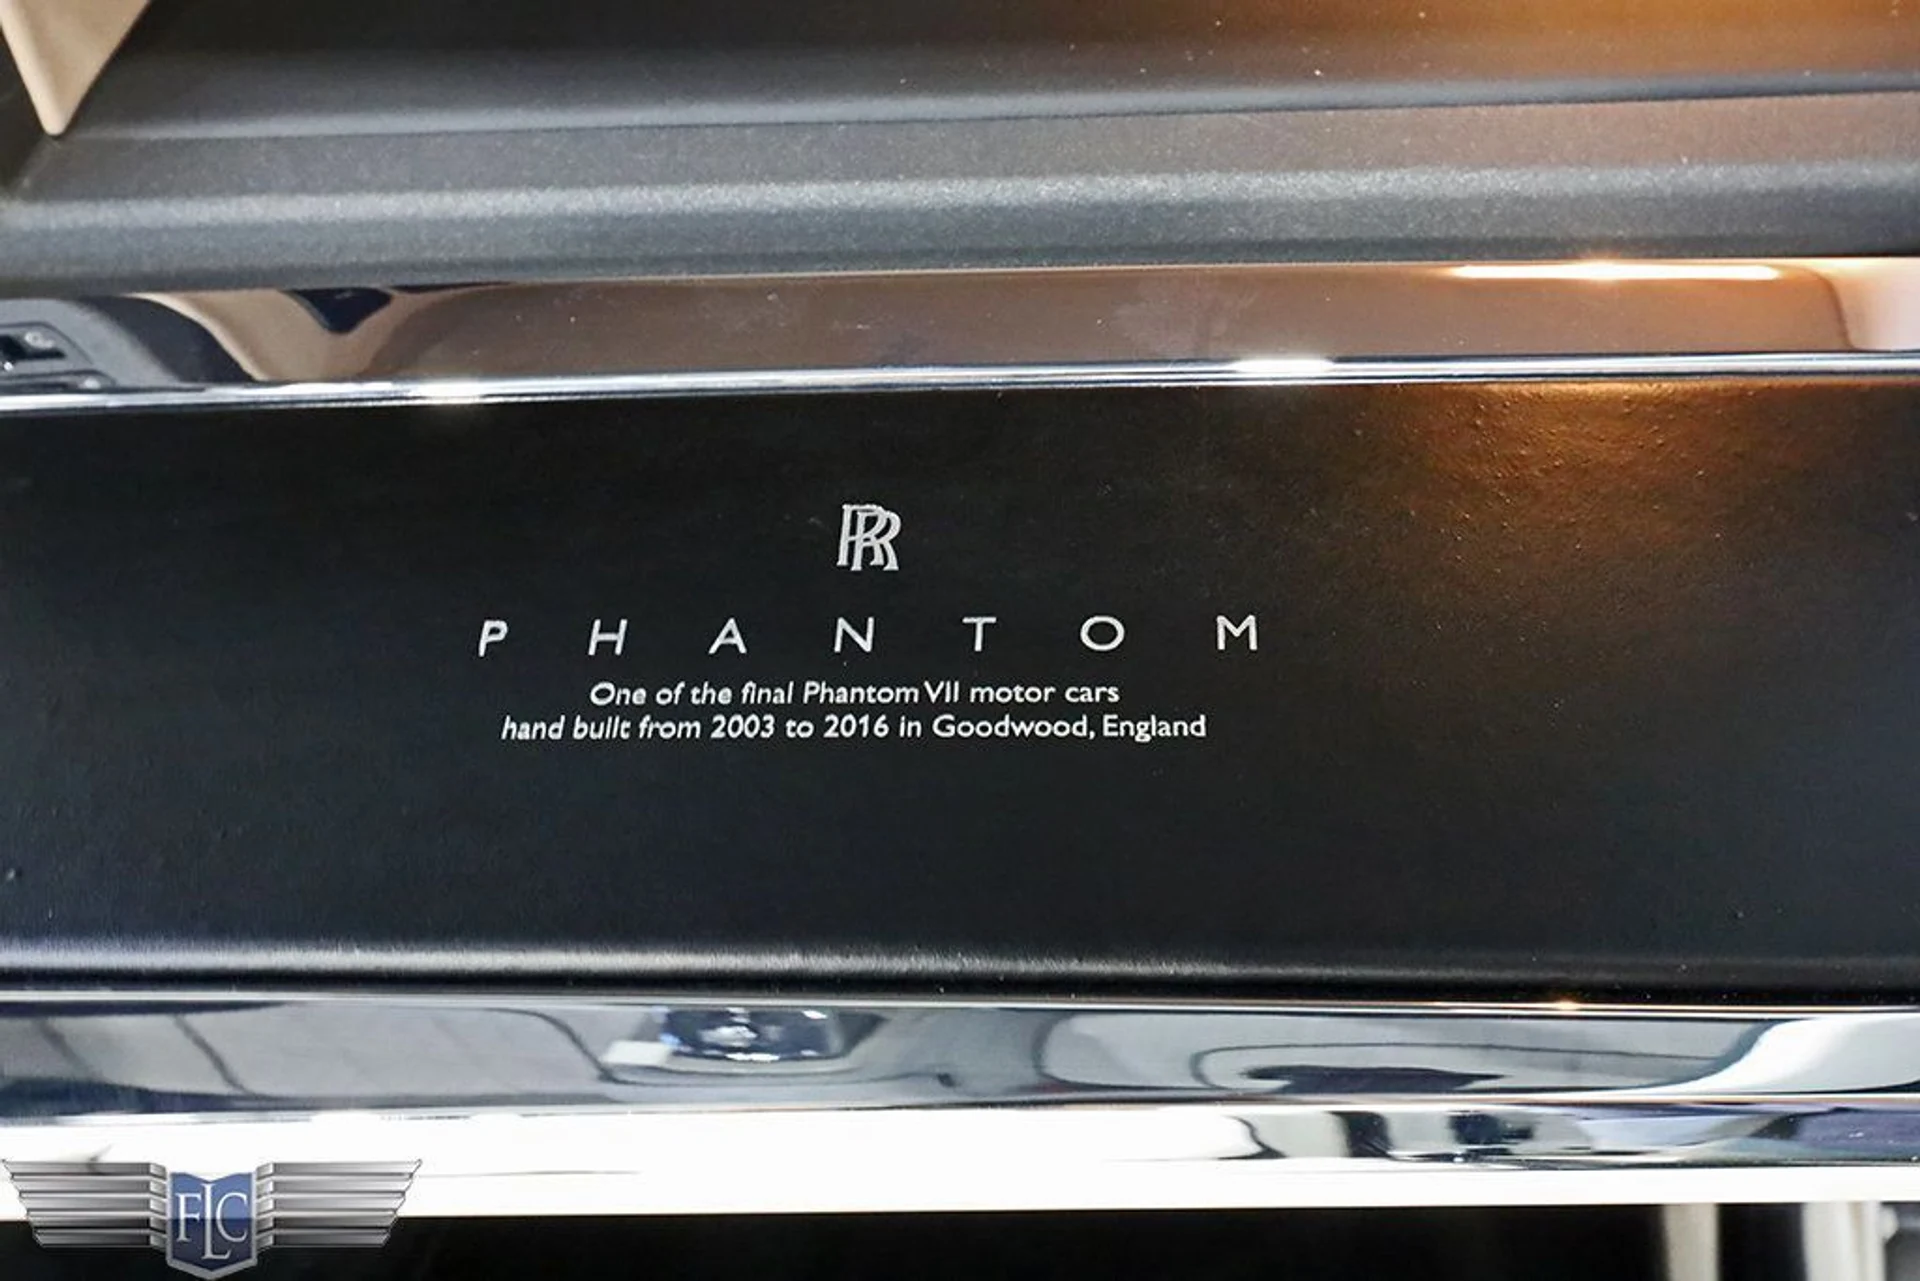 RR
PHANTOM
One of the final Phantom VII motor cars
hand built from 2003 to 2016 in Goodwood, England
FLC